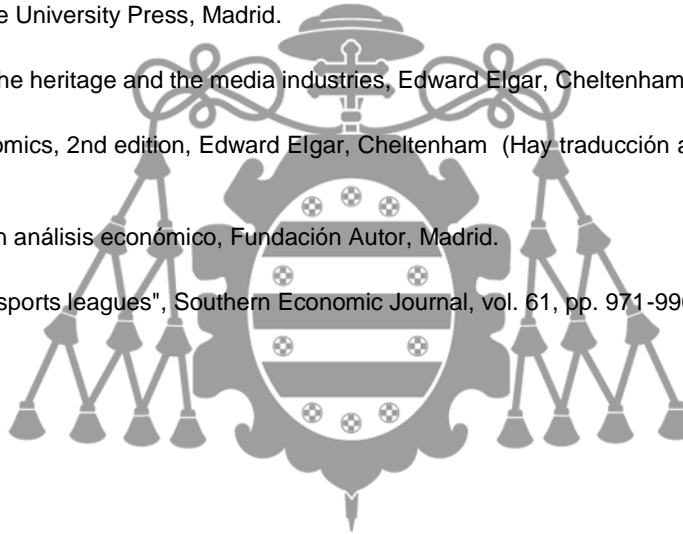 e University Press, Madrid.
he heritage and the media industries, Edward Elgar, Cheltenham
omics, 2nd edition, Edward Elgar, Cheltenham (Hay traducción a
n análisis económico, Fundación Autor, Madrid.
sports leagues", Southern Economic Journal, vol. 61, pp. 971-990